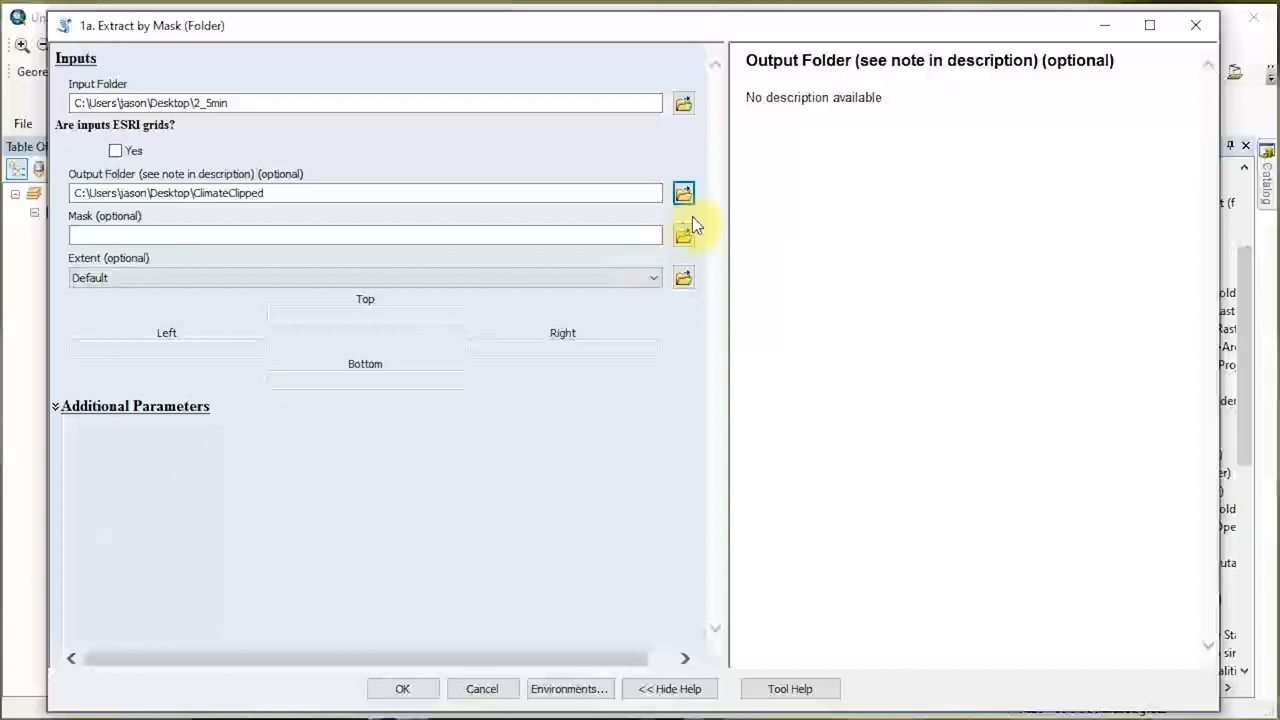 1a. Extract by Mask (Folder)
Un
Geore
File
Table Of
Inputs
Input Folder
C:\Users\jason\Desktop\2_5min
Are inputs ESRI grids?
Yes
Output Folder (see note in description) (optional)
C:\Users\jason\Desktop\ClimateClipped
Mask (optional)
Extent (optional)
Default
Top
Left
Right
Bottom
Additional Parameters
OK
Cancel
Environments...
<< Hide Help
Tool Help
Output Folder (see note in description) (optional)
No description available
Catalog